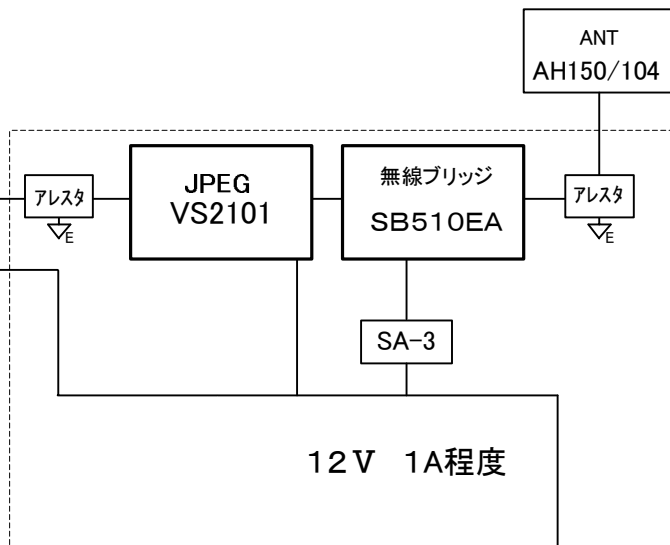 ANT
AH150/104
アレスタ
E
JPEG
VS2101
無線ブリッジ
SB510EA
アレスタ
E
SA-3
12V 1A程度